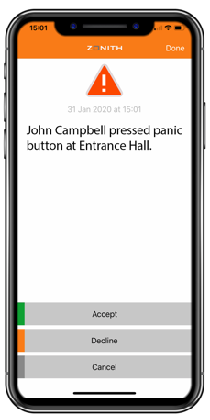 15:01
ZENITH
Done
31 Jan 2020 at 15:01
John Campbell pressed panic
button at Entrance Hall.
Accept
Decline
Cancel